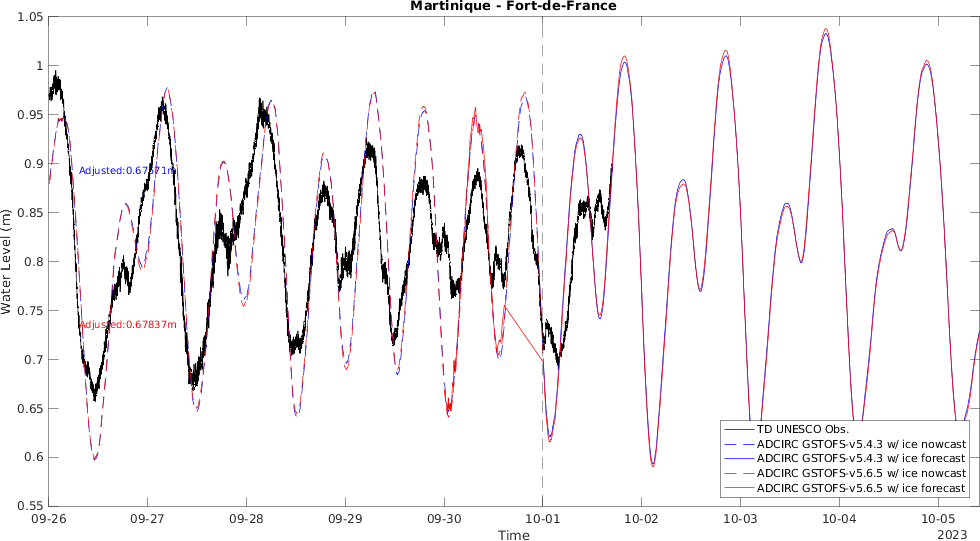 Martinique - Fort-de-France
1.05
1
0.95
0.9
0.85
0.8
0.75
0.7
0.65
0.6
0.55
Water Level (m)
Adjusted:0.67371m
Adjusted:0.67837m
TD UNESCO Obs.
ADCIRC GSTOFS-v5.4.3 w/ ice nowcast
ADCIRC GSTOFS-v5.4.3 w/ ice forecast
ADCIRC GSTOFS-v5.6.5 w/ ice nowcast
ADCIRC GSTOFS-v5.6.5 w/ ice forecast
09-26 09-27 09-28 09-29 09-30 10-01 10-02 10-03 10-04 10-05
Time
2023